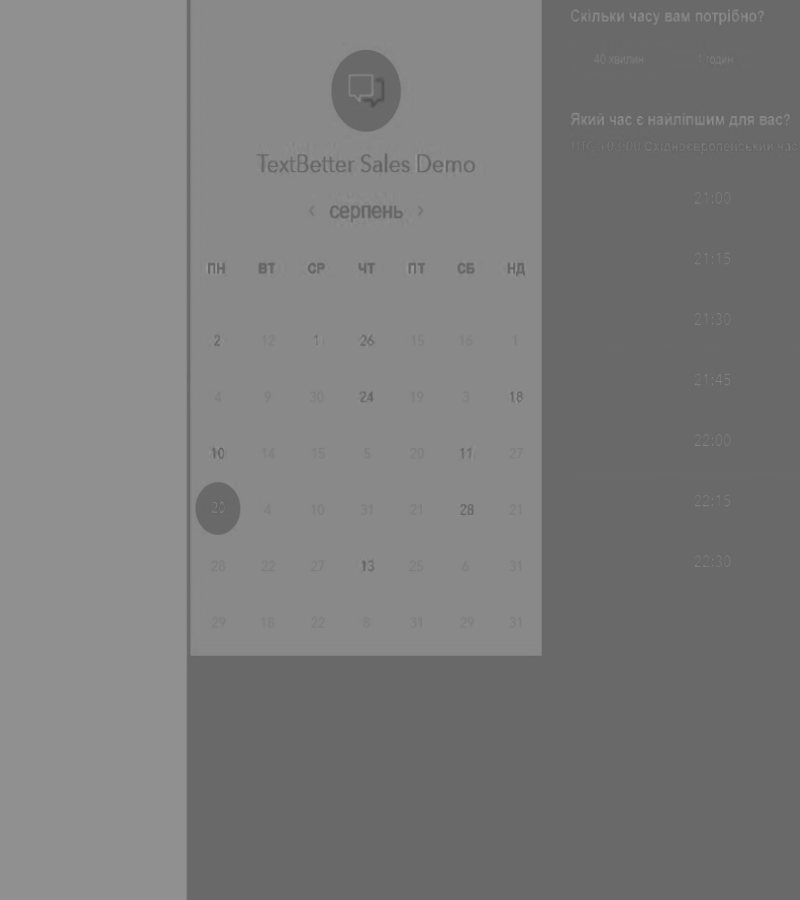 TextBetter Sales Demo
‹ серпень ›
ПН ВТ СР ЧТ ПТ СБ НД
2 12 1 26 15 16 1
4 9 30 24 19 3 18
10 14 15 5 20 11 27
20 4 10 31 21 28 21
28 22 27 13 25 6 31
29 18 22 8 31 29 31
Скільки часу вам потрібно?
40 хвилин 1 годин
Який час є найліпшим для вас?
Східноєвропейський час
21:00
21:15
21:30
21:45
22:00
22:15
22:30